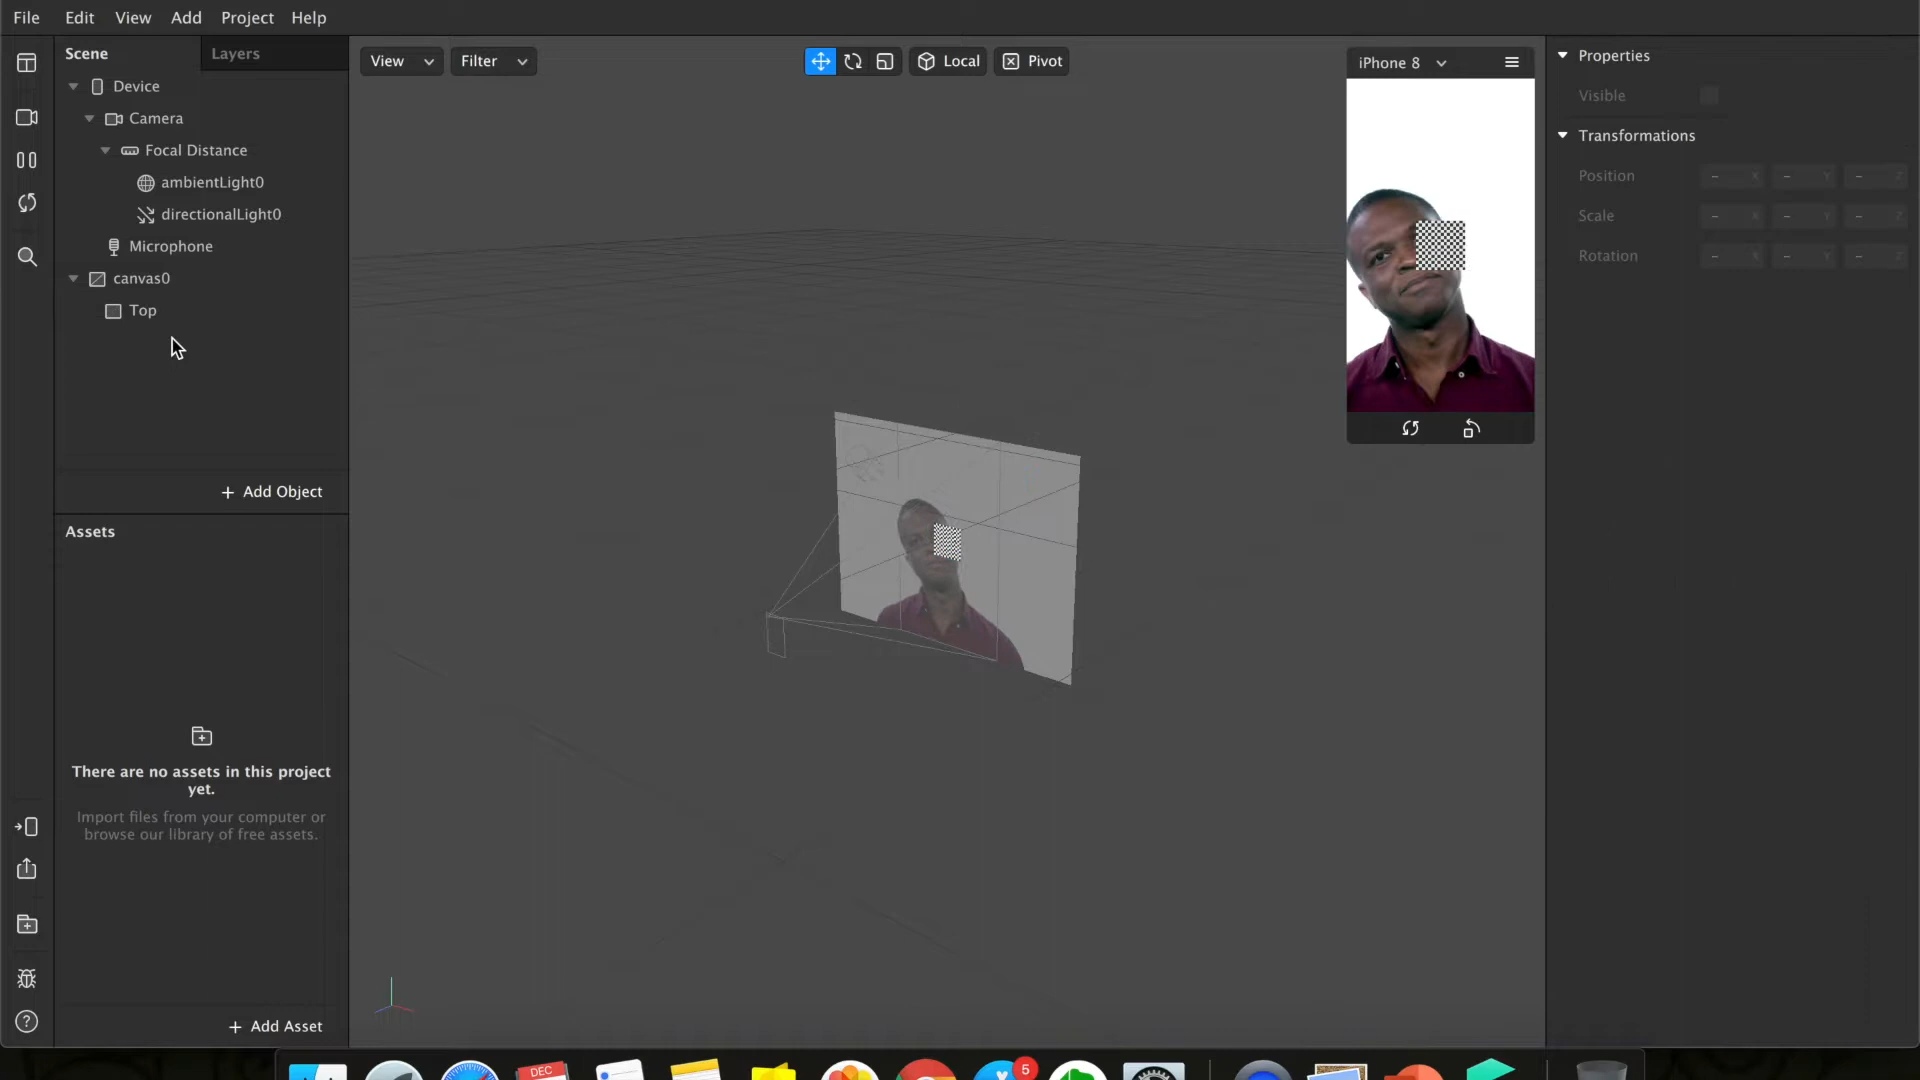 File Edit View Add Project Help
Scene Layers
Device
Camera
Focal Distance
ambientLight0
directionalLight0
Microphone
canvas0
Top
+ Add Object
Assets
There are no assets in this project
yet.
Import files from your computer or
browse our library of free assets.
+ Add Asset
View Filter Local Pivot
iPhone 8
Properties
Visible
Transformations
Position – X – Y – Z
Scale – X – Y – Z
Rotation – X – Y – Z
DEC
5